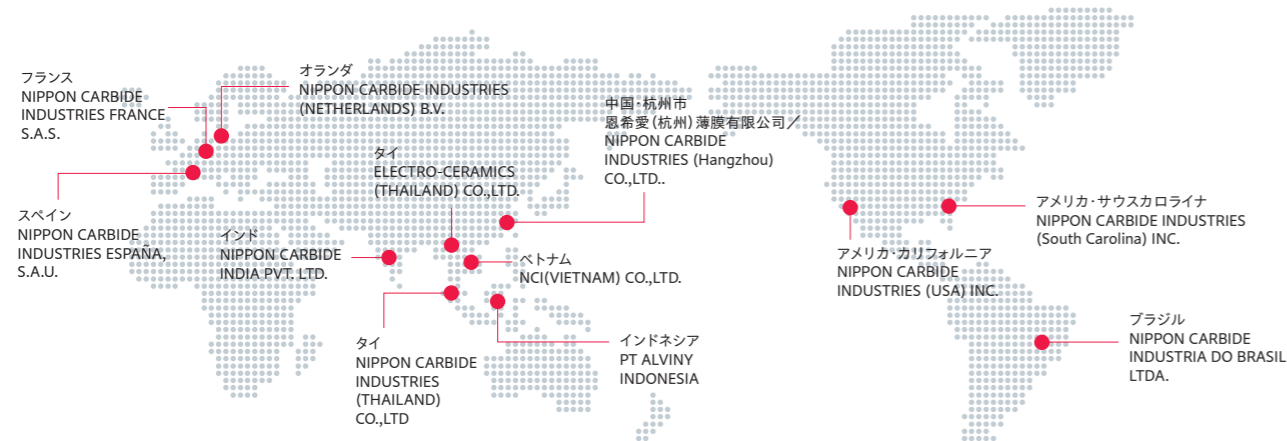 フランス
NIPPON CARBIDE
INDUSTRIES FRANCE
S.A.S.
オランダ
NIPPON CARBIDE INDUSTRIES
(NETHERLANDS) B.V.
中国・杭州市
恩希愛(杭州)薄膜有限公司／
NIPPON CARBIDE
INDUSTRIES (Hangzhou)
CO.,LTD..
タイ
ELECTRO-CERAMICS
(THAILAND) CO.,LTD.
スペイン
NIPPON CARBIDE
INDUSTRIES ESPAÑA,
S.A.U.
インド
NIPPON CARBIDE
INDIA PVT. LTD.
ベトナム
NCI(VIETNAM) CO.,LTD.
アメリカ・サウスカロライナ
NIPPON CARBIDE INDUSTRIES
(South Carolina) INC.
アメリカ・カリフォルニア
NIPPON CARBIDE
INDUSTRIES (USA) INC.
タイ
NIPPON CARBIDE
INDUSTRIES
(THAILAND)
CO.,LTD
インドネシア
PT ALVINY
INDONESIA
ブラジル
NIPPON CARBIDE
INDUSTRIA DO BRASIL
LTDA.